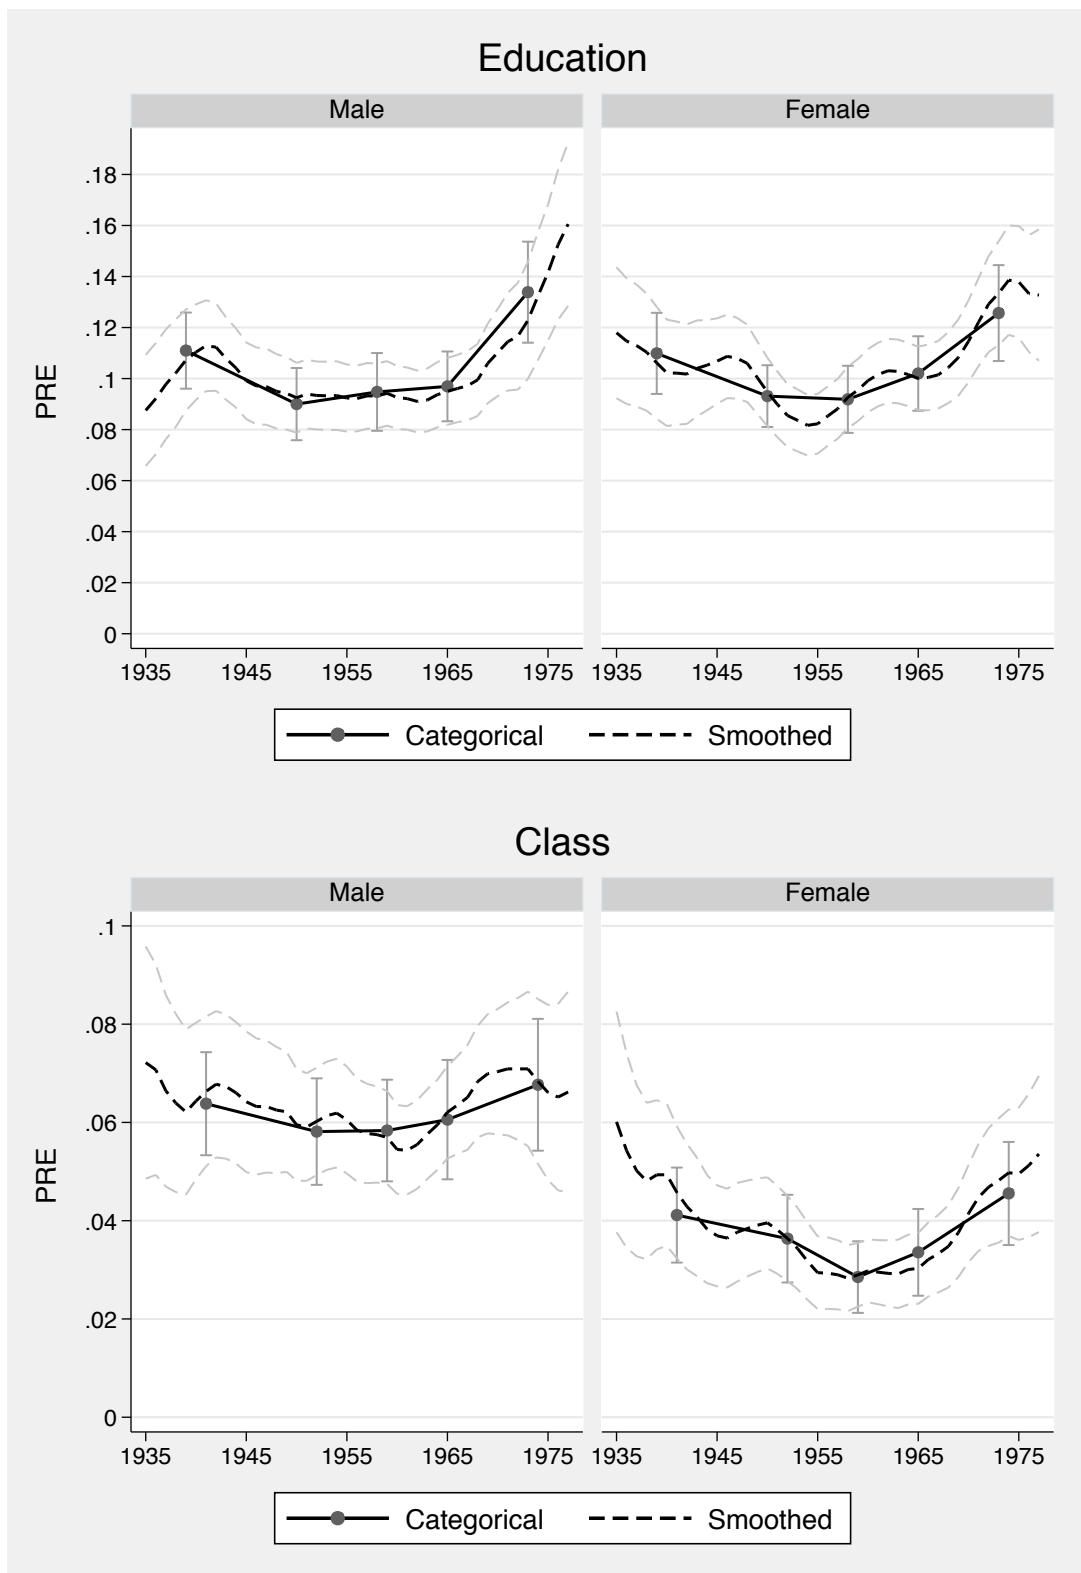 Education
Male Female
PRE
.18
.16
.14
.12
.1
.08
.06
.04
.02
0
1935 1945 1955 1965 1975 1935 1945 1955 1965 1975
Categorical Smoothed
Class
Male Female
PRE
.1
.08
.06
.04
.02
0
1935 1945 1955 1965 1975 1935 1945 1955 1965 1975
Categorical Smoothed